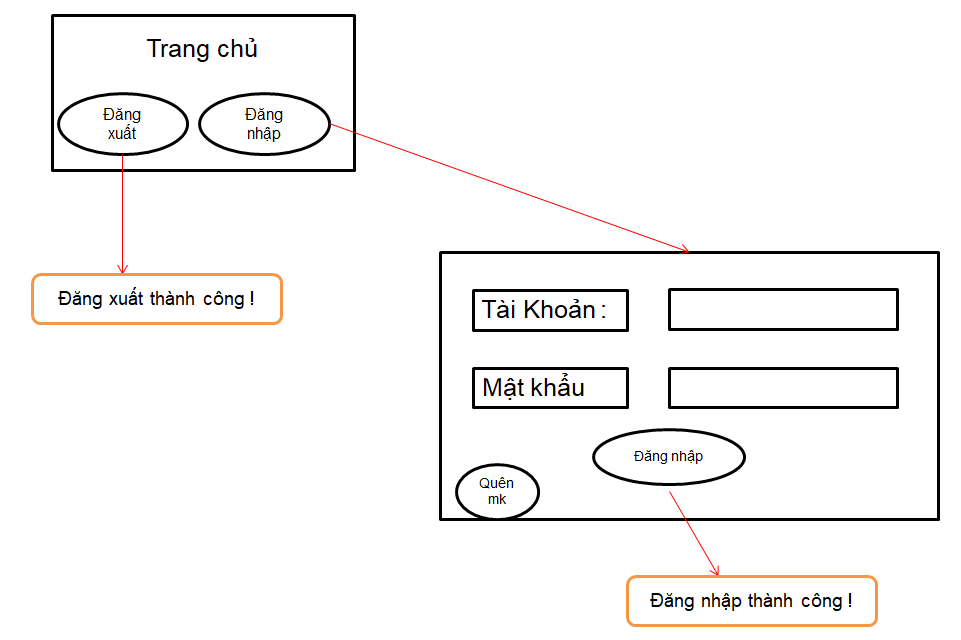 Trang chủ
Đăng
xuất
Đăng
nhập
Đăng xuất thành công !
Tài Khoản :
Mật khẩu
Đăng nhập
Quên
mk
Đăng nhập thành công !